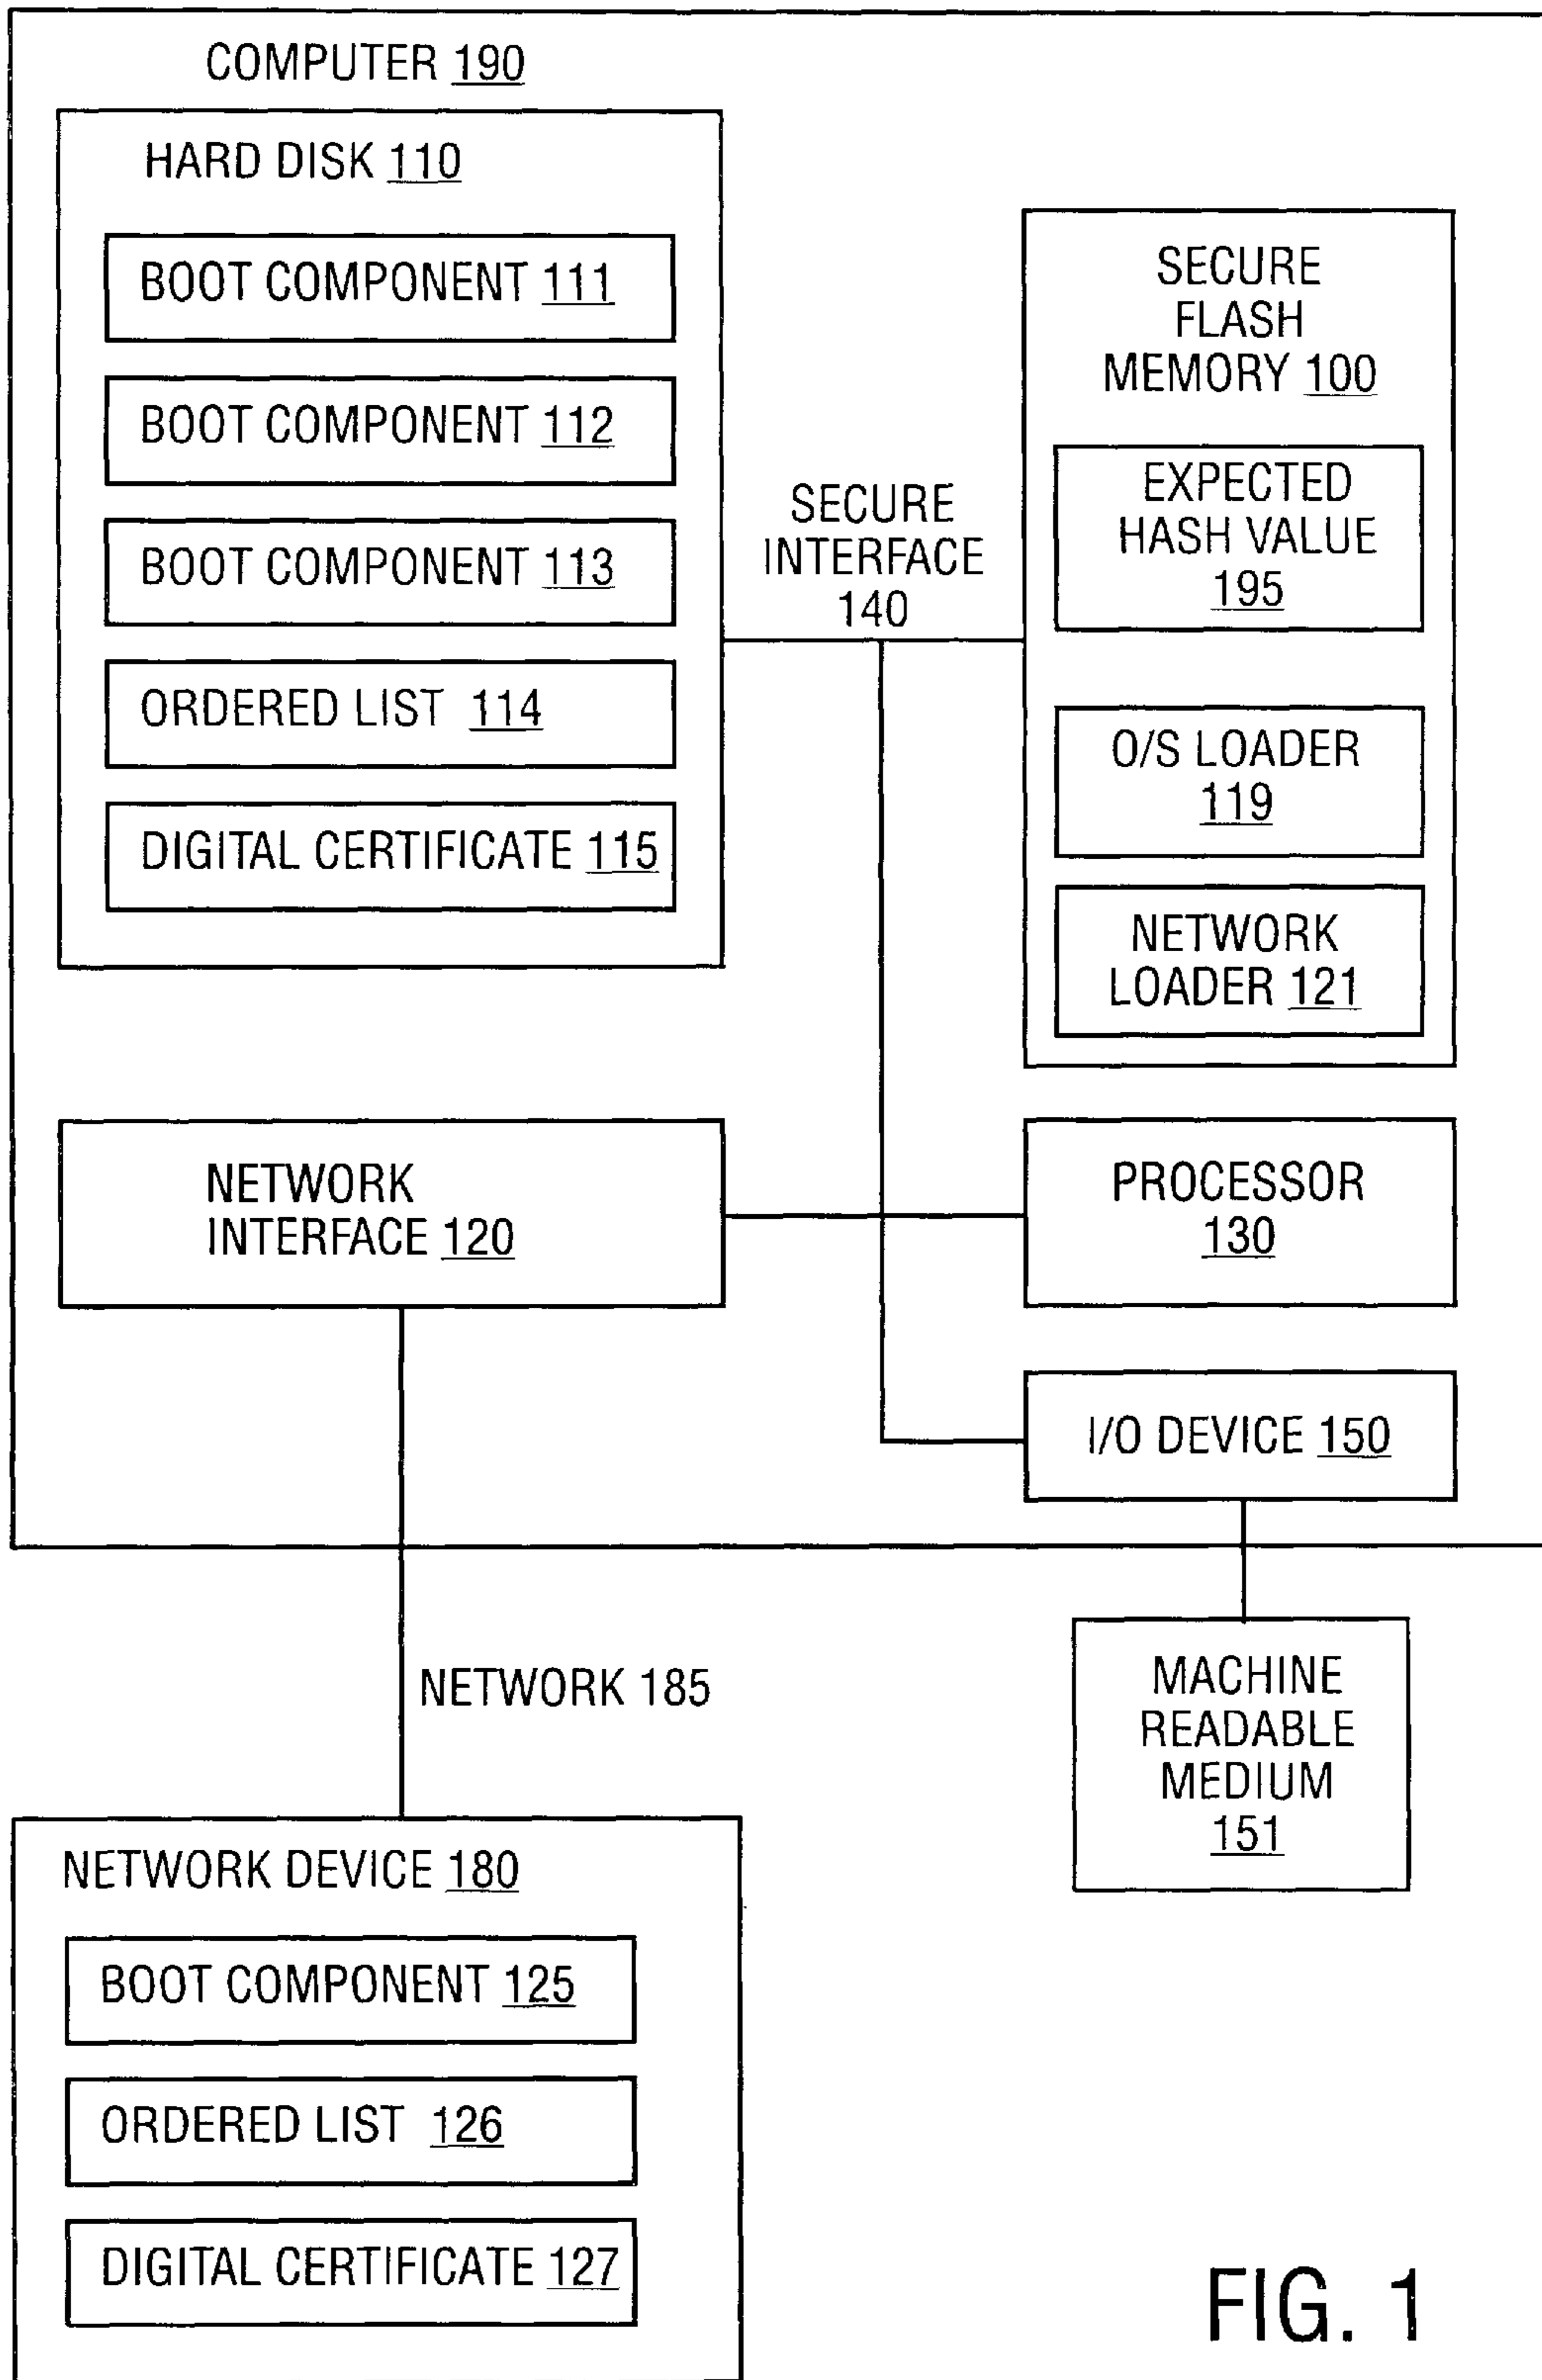 COMPUTER 190
HARD DISK 110
BOOT COMPONENT 111
BOOT COMPONENT 112
BOOT COMPONENT 113
ORDERED LIST 114
DIGITAL CERTIFICATE 115
SECURE
INTERFACE
140
SECURE
FLASH
MEMORY 100
EXPECTED
HASH VALUE
195
O/S LOADER
119
NETWORK
LOADER 121
NETWORK
INTERFACE 120
PROCESSOR
130
I/O DEVICE 150
NETWORK 185
MACHINE
READABLE
MEDIUM
151
NETWORK DEVICE 180
BOOT COMPONENT 125
ORDERED LIST 126
DIGITAL CERTIFICATE 127
FIG. 1